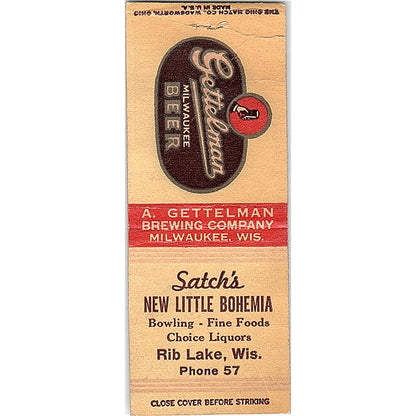 THE OHIO MATCH CO. WADSWORTH, OHIO
MADE IN U.S.A.
Gettelman
MILWAUKEE
BEER
A. GETTELMAN
BREWING COMPANY
MILWAUKEE, WIS.
Satch's
NEW LITTLE BOHEMIA
Bowling - Fine Foods
Choice Liquors
Rib Lake, Wis.
Phone 57
CLOSE COVER BEFORE STRIKING